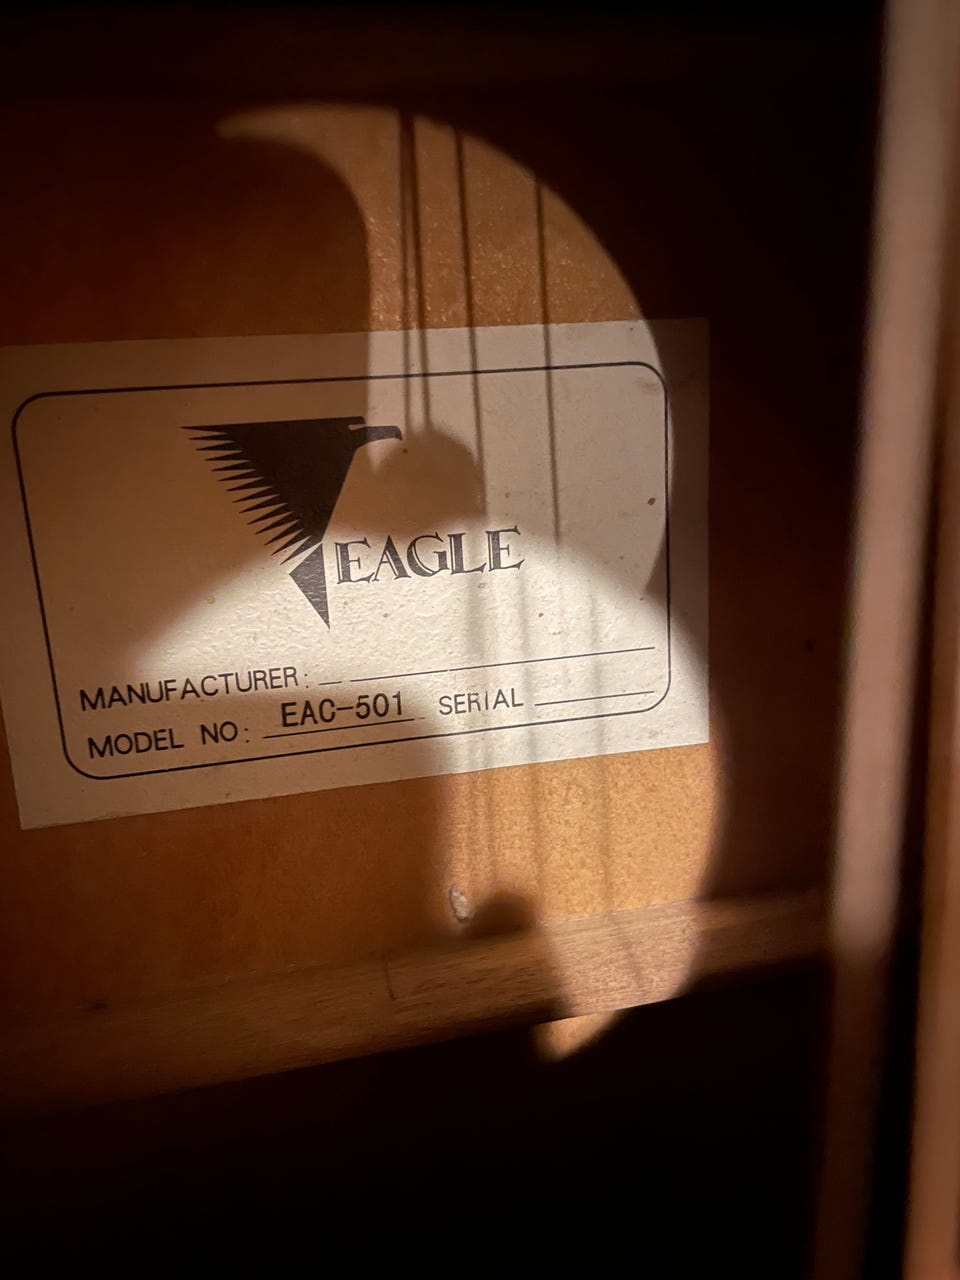 EAGLE
MANUFACTURER:
MODEL NO: EAC-501 SERIAL